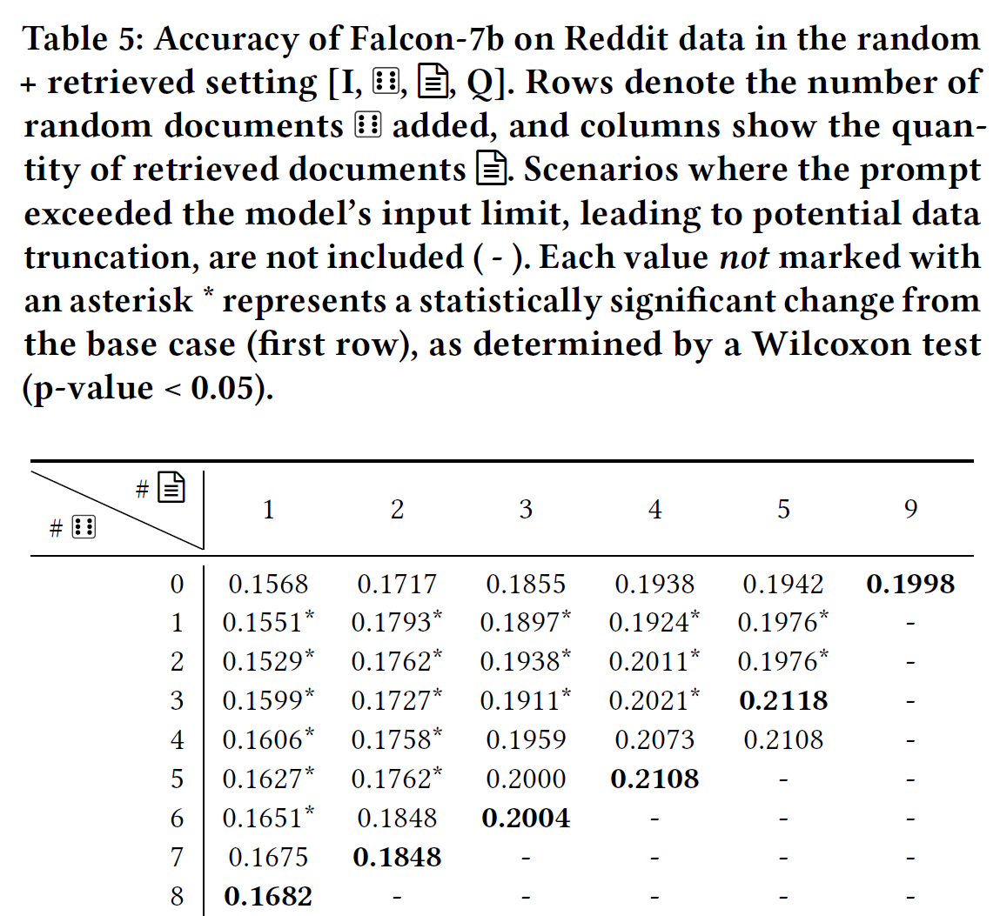 Table 5: Accuracy of Falcon-7b on Reddit data in the random
+ retrieved setting [I, 🎲, 📄, Q]. Rows denote the number of
random documents 🎲 added, and columns show the quan-
tity of retrieved documents 📄. Scenarios where the prompt
exceeded the model's input limit, leading to potential data
truncation, are not included ( - ). Each value not marked with
an asterisk * represents a statistically significant change from
the base case (first row), as determined by a Wilcoxon test
(p-value < 0.05).
# 📄
# 🎲
1 2 3 4 5 9
0 0.1568 0.1717 0.1855 0.1938 0.1942 0.1998
1 0.1551* 0.1793* 0.1897* 0.1924* 0.1976* -
2 0.1529* 0.1762* 0.1938* 0.2011* 0.1976* -
3 0.1599* 0.1727* 0.1911* 0.2021* 0.2118 -
4 0.1606* 0.1758* 0.1959 0.2073 0.2108 -
5 0.1627* 0.1762* 0.2000 0.2108 - -
6 0.1651* 0.1848 0.2004 - - -
7 0.1675 0.1848 - - - -
8 0.1682 - - - - -